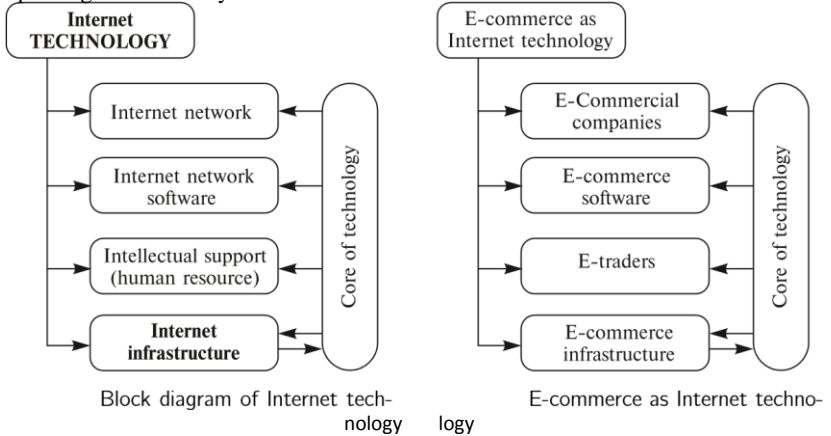 Internet
TECHNOLOGY
Internet network
Internet network
software
Intellectual support
(human resource)
Internet
infrastructure
Core of technology
Block diagram of Internet tech-
nology
E-commerce as
Internet technology
E-Commercial
companies
E-commerce
software
E-traders
E-commerce
infrastructure
Core of technology
E-commerce as Internet techno-
logy